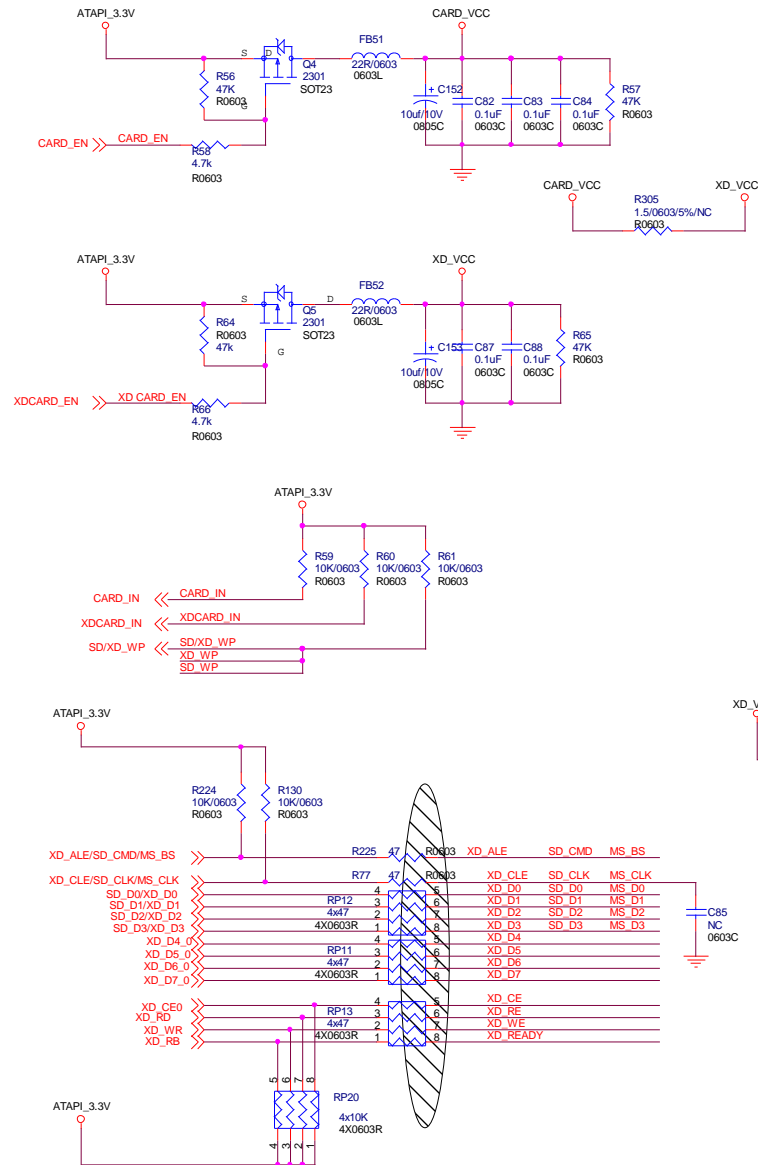 ATAPI_3.3V
CARD_VCC
FB51
22R/0603
0603L
S
D
G
Q4
2301
SOT23
R56
47K
R0603
CARD_EN
CARD_EN
R58
4.7k
R0603
+ C152
10uf/10V
0805C
C82
0.1uF
0603C
C83
0.1uF
0603C
C84
0.1uF
0603C
R57
47K
R0603
CARD_VCC
XD_VCC
R305
1.5/0603/5%/NC
R0603
ATAPI_3.3V
XD_VCC
FB52
22R/0603
0603L
S
D
G
Q5
2301
SOT23
R64
R0603
47k
XDCARD_EN
XD CARD_EN
R66
4.7k
R0603
+ C153
10uf/10V
0805C
C87
0.1uF
0603C
C88
0.1uF
0603C
R65
47K
R0603
ATAPI_3.3V
R59
10K/0603
R0603
R60
10K/0603
R0603
R61
10K/0603
R0603
CARD_IN
CARD_IN
XDCARD_IN
XDCARD_IN
SD/XD_WP
SD/XD_WP
XD_WP
SD_WP
ATAPI_3.3V
XD_V
R224
10K/0603
R0603
R130
10K/0603
R0603
XD_ALE/SD_CMD/MS_BS
R225 47 R0603 XD_ALE SD_CMD MS_BS
XD_CLE/SD_CLK/MS_CLK
R77 47 R0603 XD_CLE SD_CLK MS_CLK
SD_D0/XD_D0 4 5 XD_D0 SD_D0 MS_D0
SD_D1/XD_D1 RP12 3 6 XD_D1 SD_D1 MS_D1
SD_D2/XD_D2 4x47 2 7 XD_D2 SD_D2 MS_D2
SD_D3/XD_D3 4X0603R 1 8 XD_D3 SD_D3 MS_D3
XD_D4_0 4 5 XD_D4
XD_D5_0 RP11 3 6 XD_D5
XD_D6_0 4x47 2 7 XD_D6
XD_D7_0 4X0603R 1 8 XD_D7
C85
NC
0603C
XD_CE0 4 5 XD_CE
XD_RD RP13 3 6 XD_RE
XD_WR 4x47 2 7 XD_WE
XD_RB 4X0603R 1 8 XD_READY
5 6 7 8
RP20
4x10K
4X0603R
4 3 2 1
ATAPI_3.3V